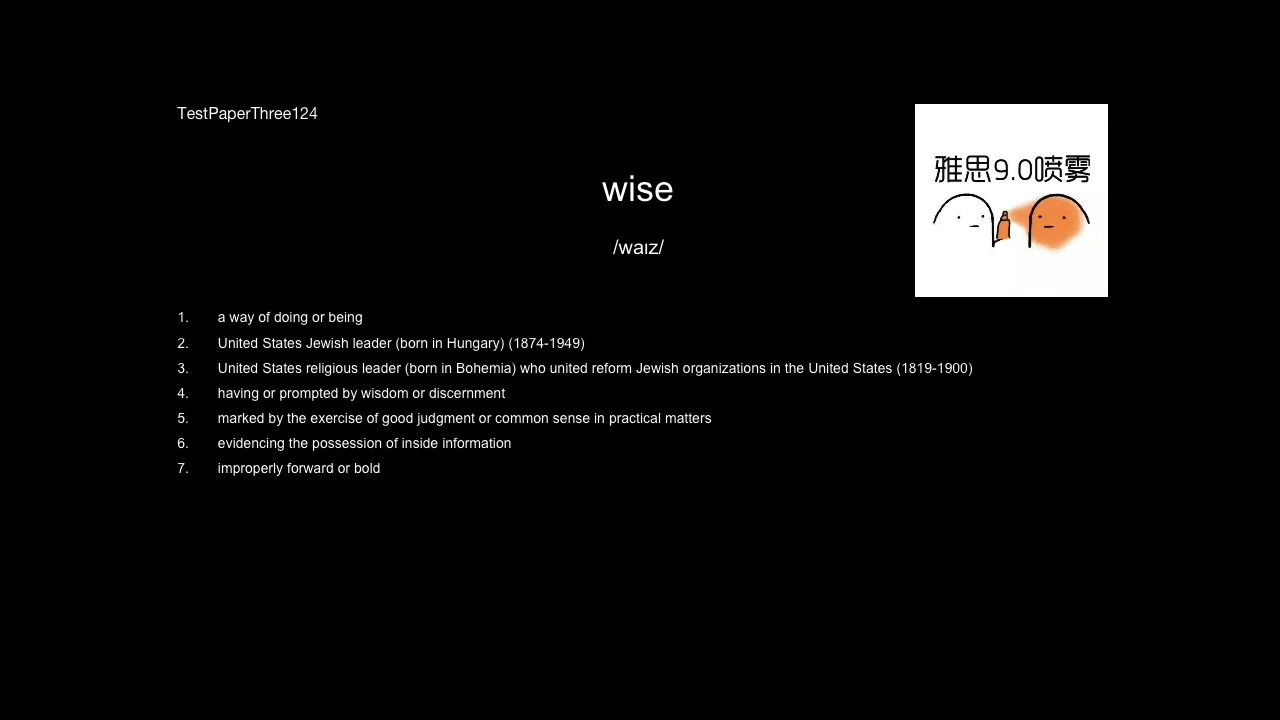 TestPaperThree124
雅思9.0喷雾
wise
/waɪz/
1. a way of doing or being
2. United States Jewish leader (born in Hungary) (1874-1949)
3. United States religious leader (born in Bohemia) who united reform Jewish organizations in the United States (1819-1900)
4. having or prompted by wisdom or discernment
5. marked by the exercise of good judgment or common sense in practical matters
6. evidencing the possession of inside information
7. improperly forward or bold